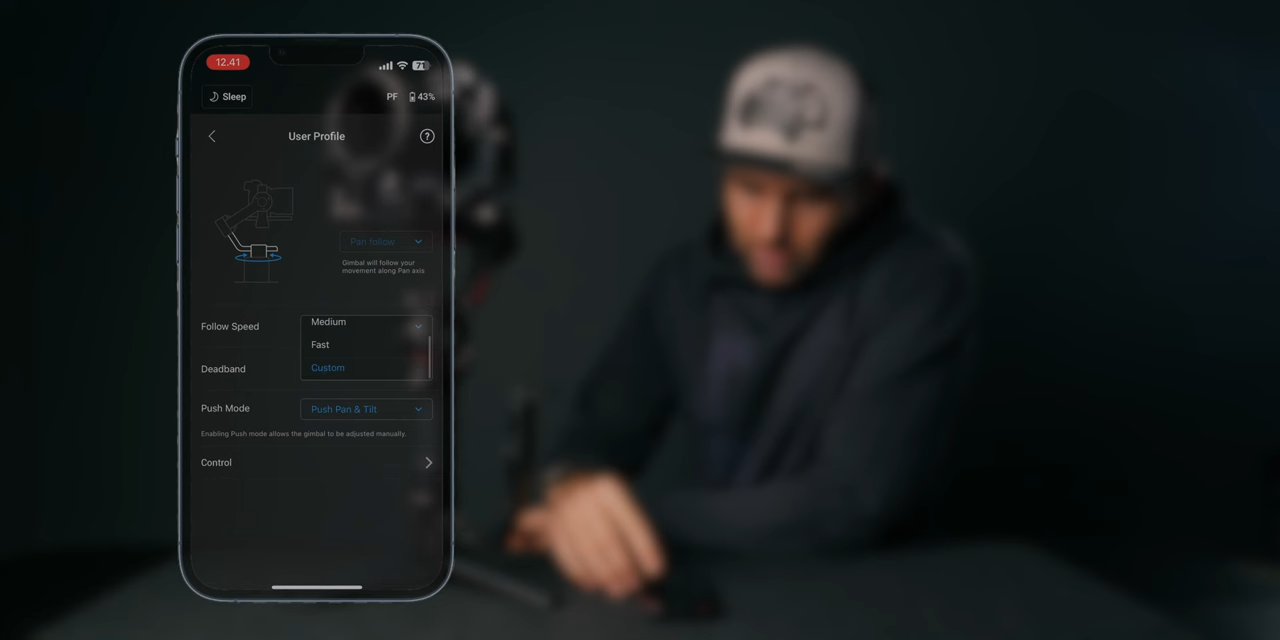 12.41
71
Sleep
PF 43%
User Profile
?
Pan follow
Gimbal will follow your
movement along Pan axis
Follow Speed
Medium
Fast
Deadband
Custom
Push Mode
Push Pan & Tilt
Enabling Push mode allows the gimbal to be adjusted manually.
Control